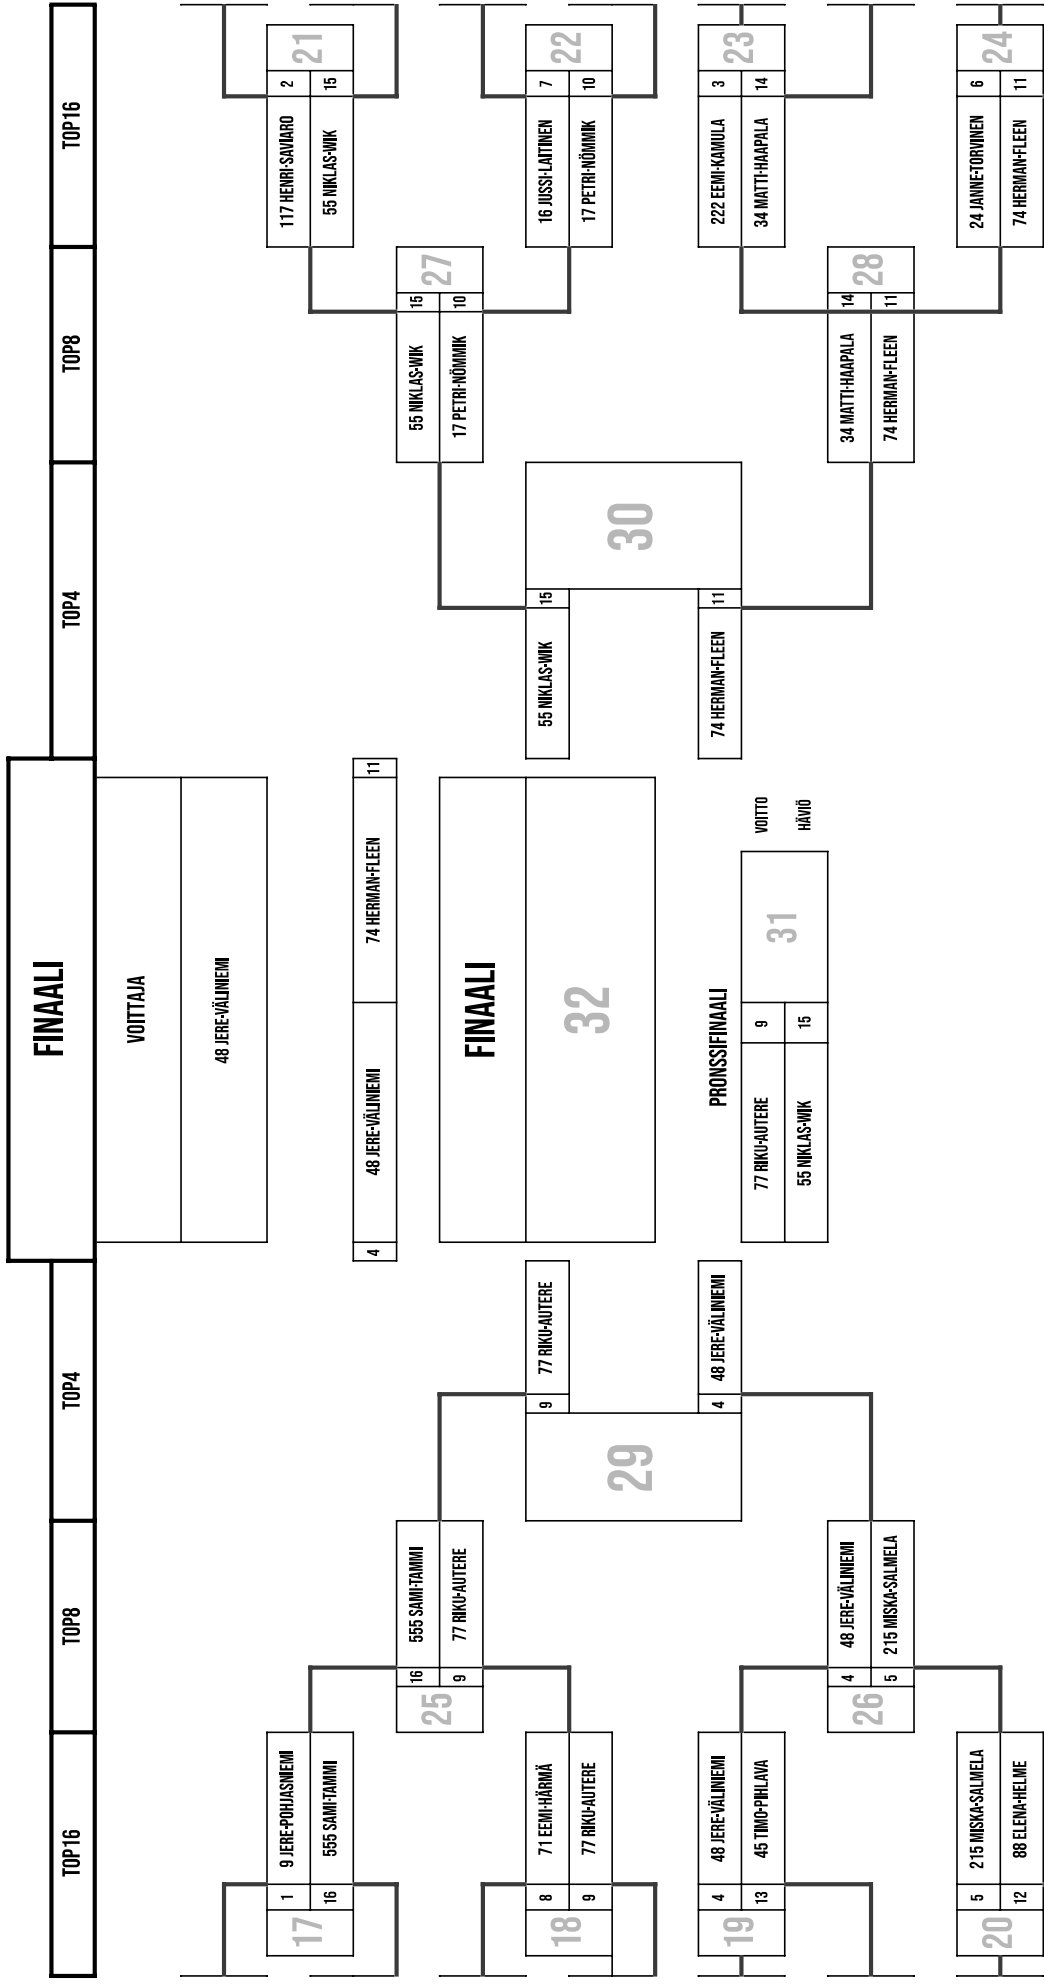 FINAALI
TOP16
TOP8
TOP4
TOP4
TOP8
TOP16
VOITTAJA
48 JERE-VÄLINIEMI
17
1 9 JERE-POHJASNIEMI
16 555 SAMI-TAMMI
18
8 71 EEMI-HÄRMÄ
9 77 RIKU-AUTERE
19
4 48 JERE-VÄLINIEMI
13 45 TIMO-PIHLAVA
20
5 215 MISKA-SALMELA
12 88 ELENA-HELME
25
16 555 SAMI-TAMMI
9 77 RIKU-AUTERE
26
4 48 JERE-VÄLINIEMI
5 215 MISKA-SALMELA
29
9 77 RIKU-AUTERE
4 48 JERE-VÄLINIEMI
4 48 JERE-VÄLINIEMI
74 HERMAN-FLEEN 11
FINAALI
32
PRONSSIFINAALI
77 RIKU-AUTERE 9
55 NIKLAS-WIK 15
31
VOITTO
HÄVIÖ
55 NIKLAS-WIK 15
74 HERMAN-FLEEN 11
30
55 NIKLAS-WIK 15
17 PETRI-NÖMMIK 10
27
34 MATTI-HAAPALA 14
74 HERMAN-FLEEN 11
28
117 HENRI-SAVIARO 2
55 NIKLAS-WIK 15
21
16 JUSSI-LAITINEN 7
17 PETRI-NÖMMIK 10
22
222 EEMI-KAMULA 3
34 MATTI-HAAPALA 14
23
24 JANNE-TORVINEN 6
74 HERMAN-FLEEN 11
24